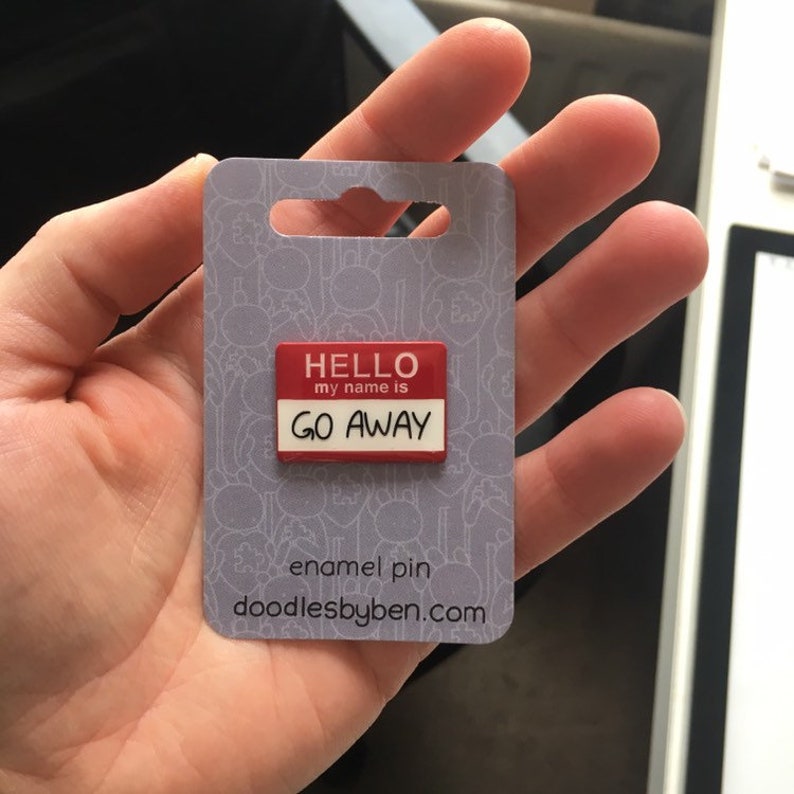 HELLO
my name is
GO AWAY
enamel pin
doodlesbyben.com